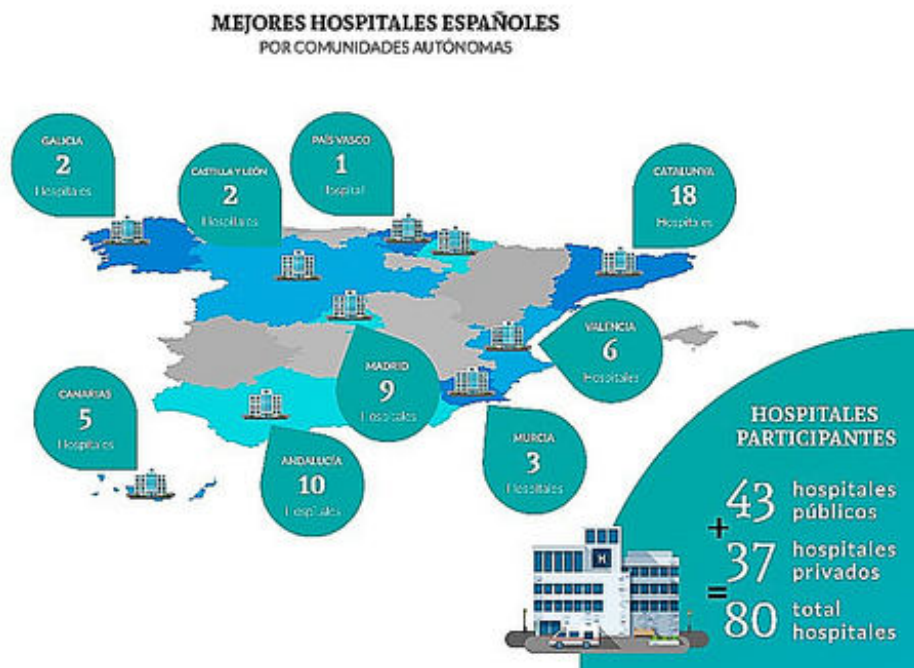 MEJORES HOSPITALES ESPAÑOLES
POR COMUNIDADES AUTÓNOMAS
GALICIA
2
Hospitales
CASTILLA Y LEÓN
2
Hospitales
PAÍS VASCO
1
Hospital
CATALUNYA
18
Hospitales
VALENCIA
6
Hospitales
MADRID
9
Hospitales
CANARIAS
5
Hospitales
ANDALUCÍA
10
Hospitales
MURCIA
3
Hospitales
HOSPITALES
PARTICIPANTES
43 hospitales
públicos
+
37 hospitales
privados
=
80 total
hospitales
H